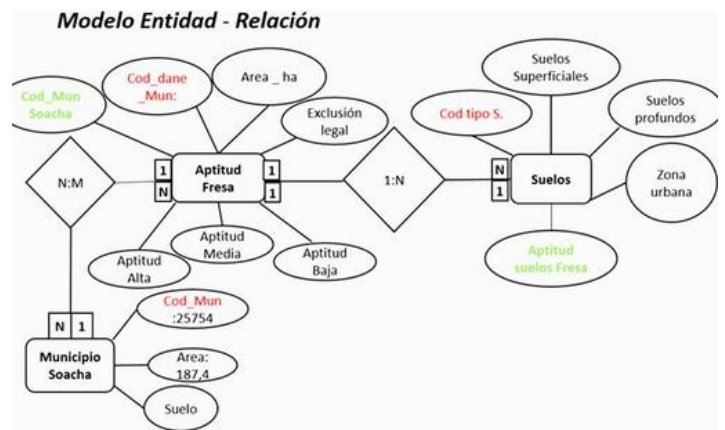 Modelo Entidad - Relación
Cod_Mun
Soacha
Cod_dane
_Mun:
Area _ ha
Exclusión
legal
Suelos
Superficiales
Cod tipo S.
Suelos
profundos
Zona
urbana
N:M
1
N
Aptitud
Fresa
1
1
1:N
N
1
Suelos
Aptitud
Alta
Aptitud
Media
Aptitud
Baja
Aptitud
suelos Fresa
N 1
Municipio
Soacha
Cod_Mun
:25754
Area:
187,4
Suelo